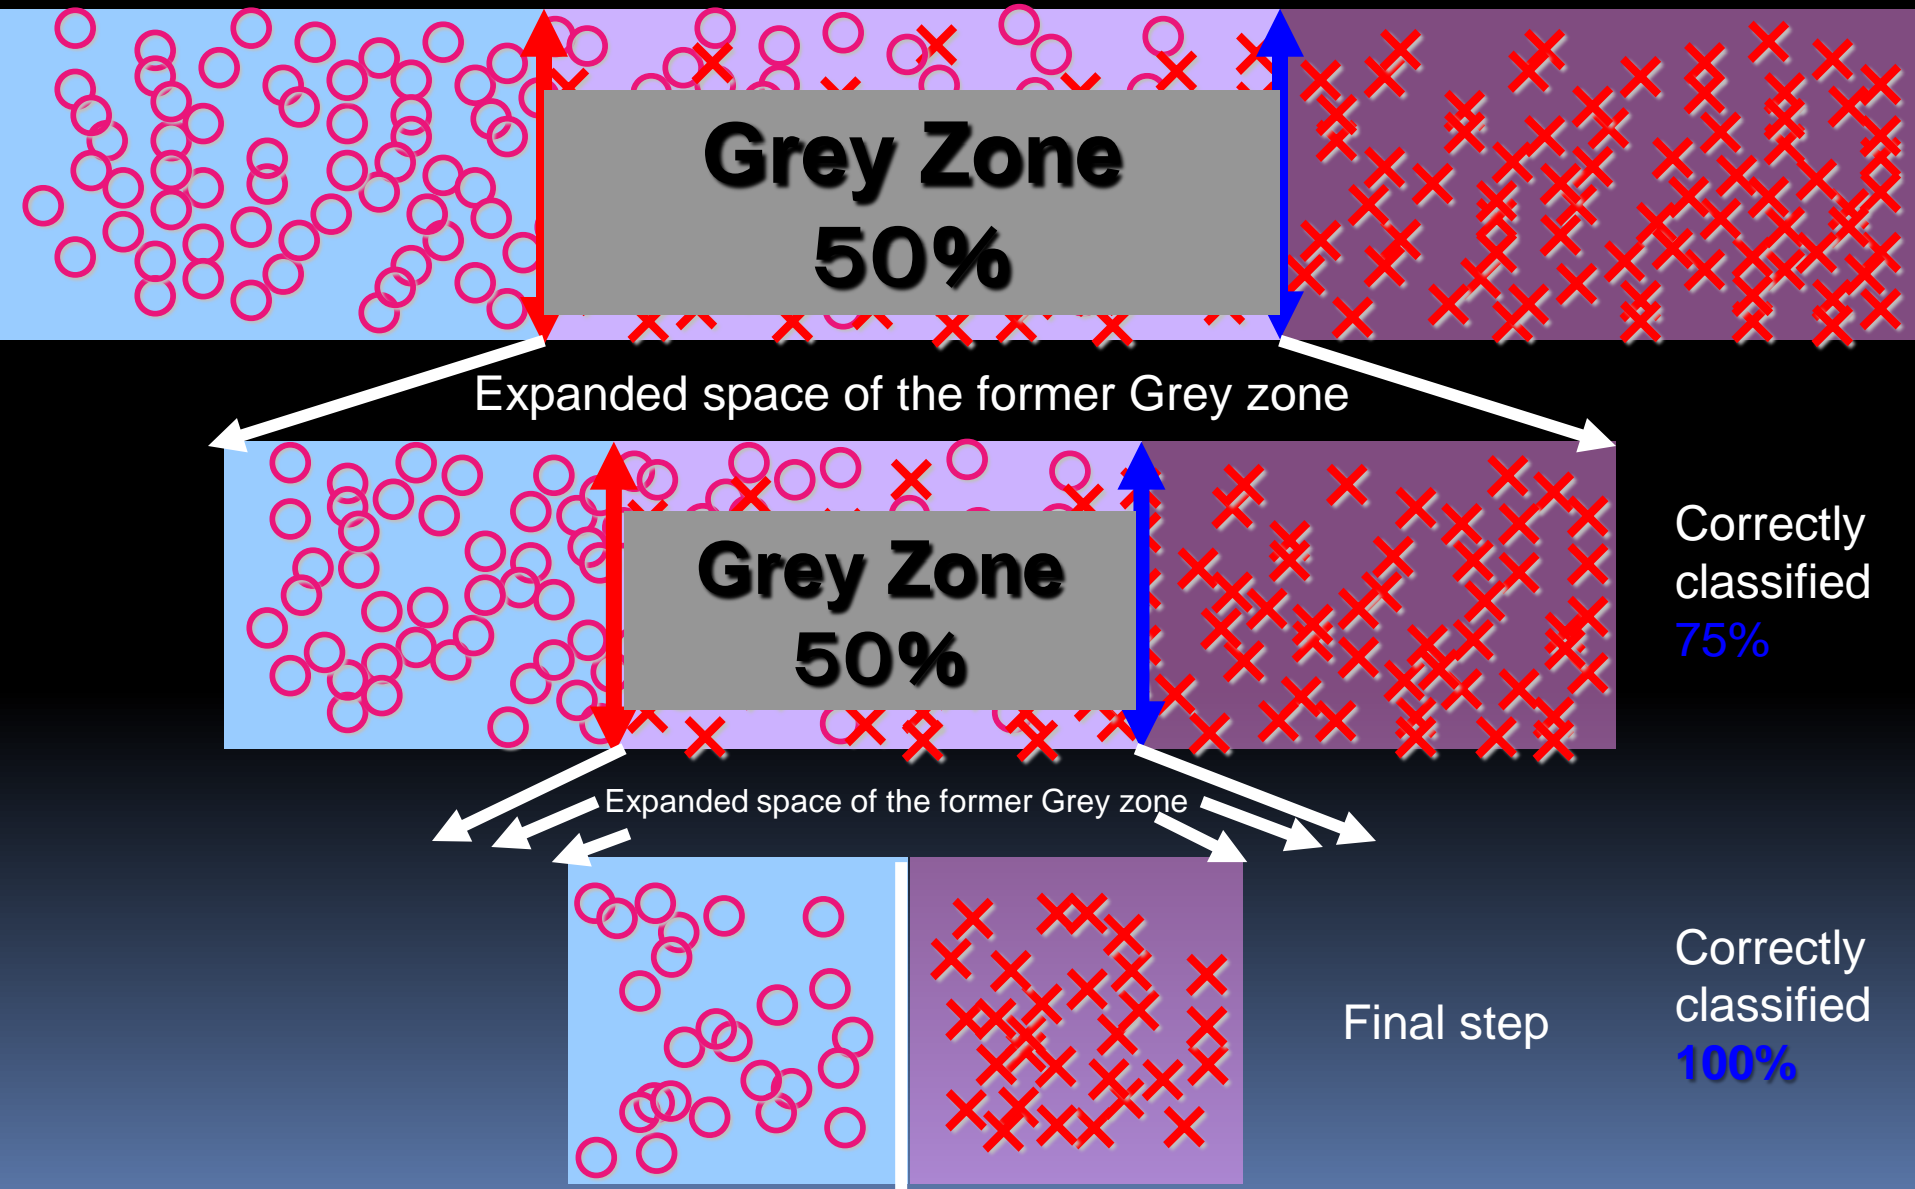 Grey Zone
50%
Expanded space of the former Grey zone
Grey Zone
50%
Correctly
classified
75%
Expanded space of the former Grey zone
Final step
Correctly
classified
100%